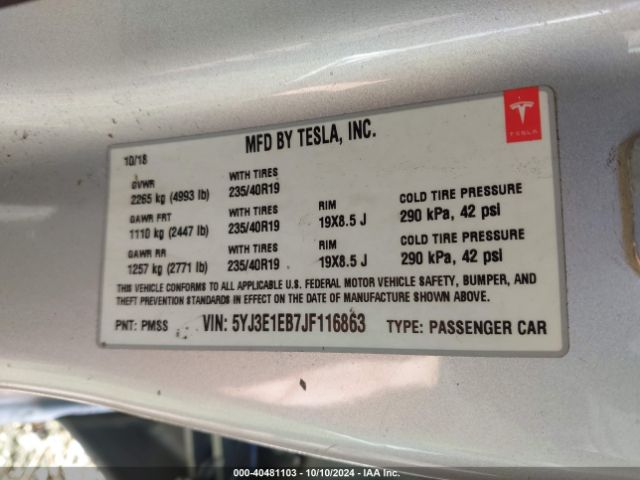 MFD BY TESLA, INC.
TESLA
10/18
GVWR
2265 kg (4993 lb)
WITH TIRES
235/40R19
GAWR FRT
1110 kg (2447 lb)
WITH TIRES
235/40R19
RIM
19X8.5 J
COLD TIRE PRESSURE
290 kPa, 42 psi
GAWR RR
1257 kg (2771 lb)
WITH TIRES
235/40R19
RIM
19X8.5 J
COLD TIRE PRESSURE
290 kPa, 42 psi
THIS VEHICLE CONFORMS TO ALL APPLICABLE U.S. FEDERAL MOTOR VEHICLE SAFETY, BUMPER, AND
THEFT PREVENTION STANDARDS IN EFFECT ON THE DATE OF MANUFACTURE SHOWN ABOVE.
PNT: PMSS VIN: 5YJ3E1EB7JF116863 TYPE: PASSENGER CAR
000-40481103 - 10/10/2024 - IAA Inc.